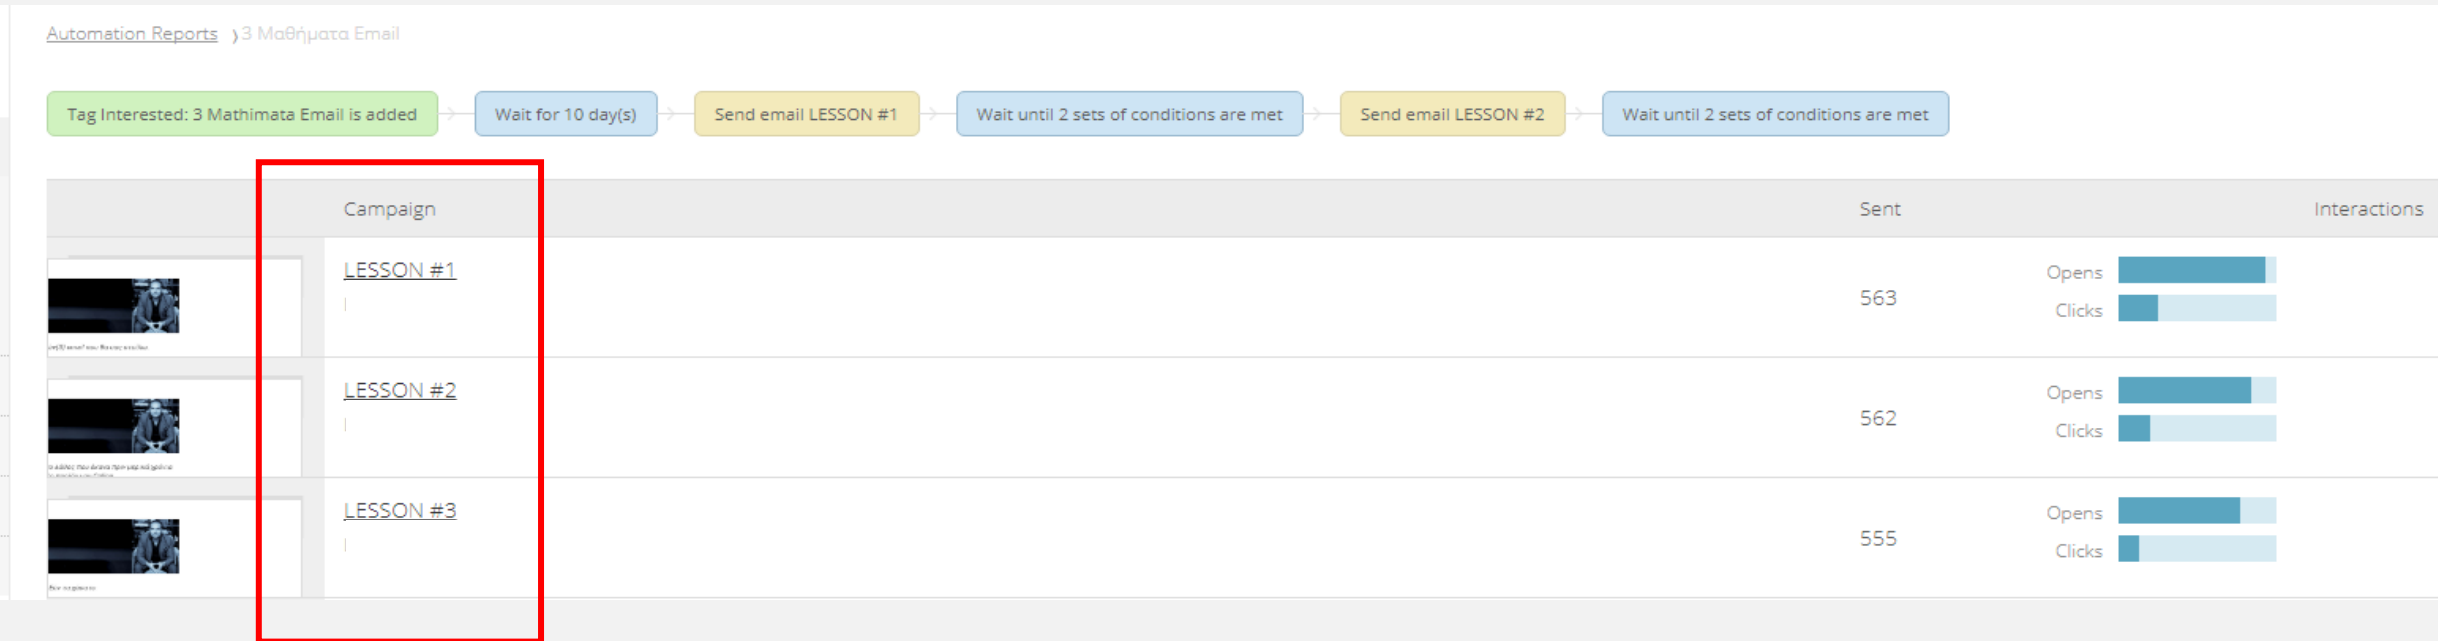 Automation Reports ❯ 3 Μαθήματα Email
Tag Interested: 3 Mathimata Email is added
Wait for 10 day(s)
Send email LESSON #1
Wait until 2 sets of conditions are met
Send email LESSON #2
Wait until 2 sets of conditions are met
Campaign Sent Interactions
LESSON #1
563
Opens
Clicks
LESSON #2
562
Opens
Clicks
LESSON #3
555
Opens
Clicks